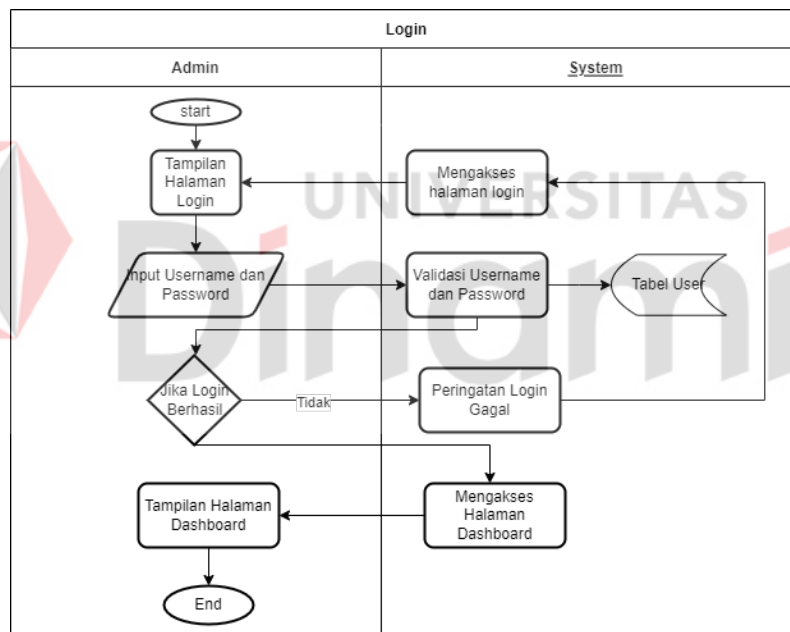 Login
Admin
System
start
Tampilan
Halaman
Login
Mengakses
halaman login
UNIVERSITAS
Dinami
Input Username dan
Password
Validasi Username
dan Password
Tabel User
Jika Login
Berhasil
Tidak
Peringatan Login
Gagal
Tampilan Halaman
Dashboard
Mengakses
Halaman
Dashboard
End